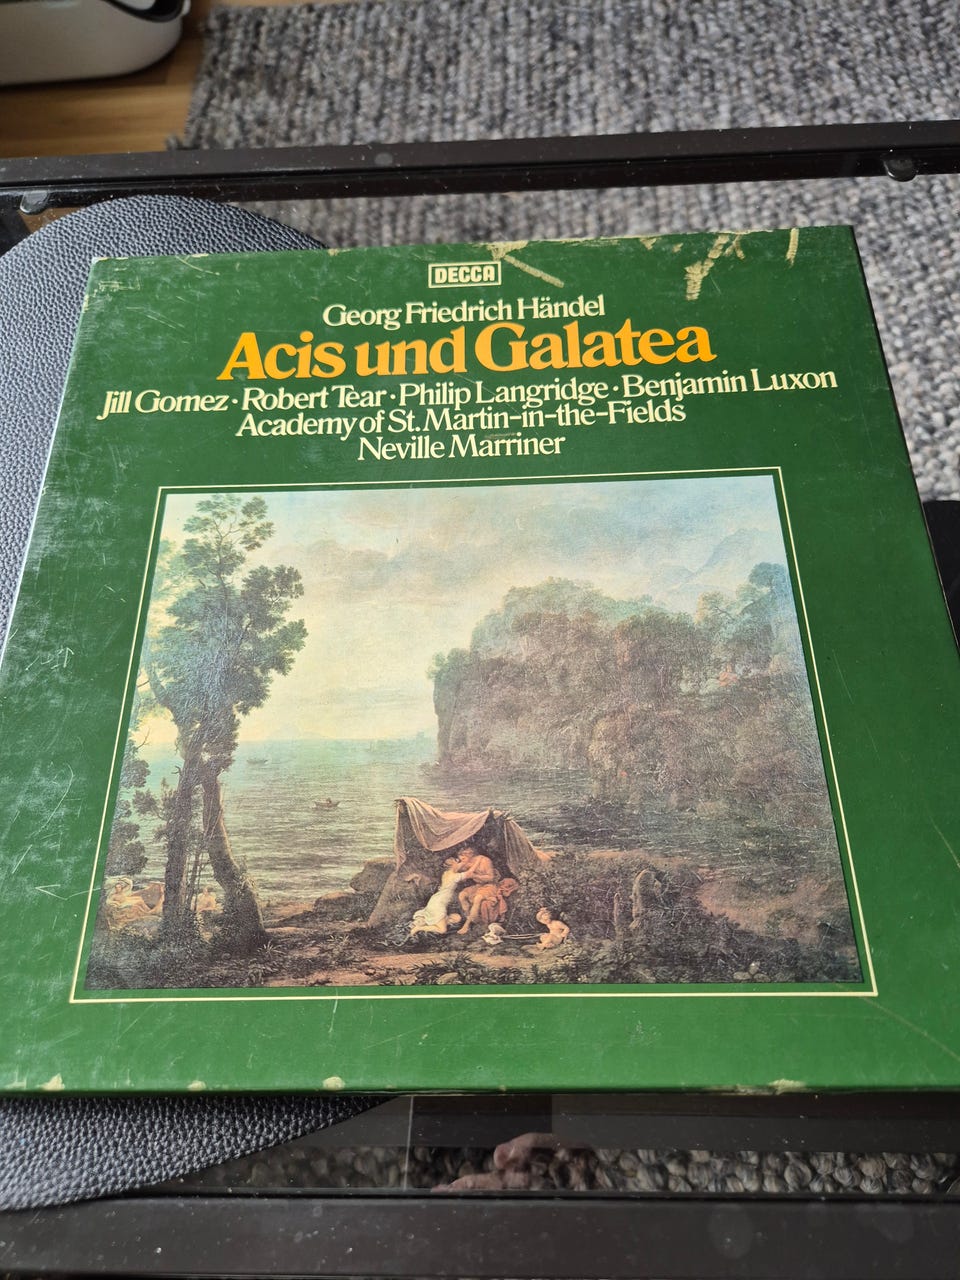 DECCA
Georg Friedrich Händel
Acis und Galatea
Jill Gomez · Robert Tear · Philip Langridge · Benjamin Luxon
Academy of St. Martin-in-the-Fields
Neville Marriner